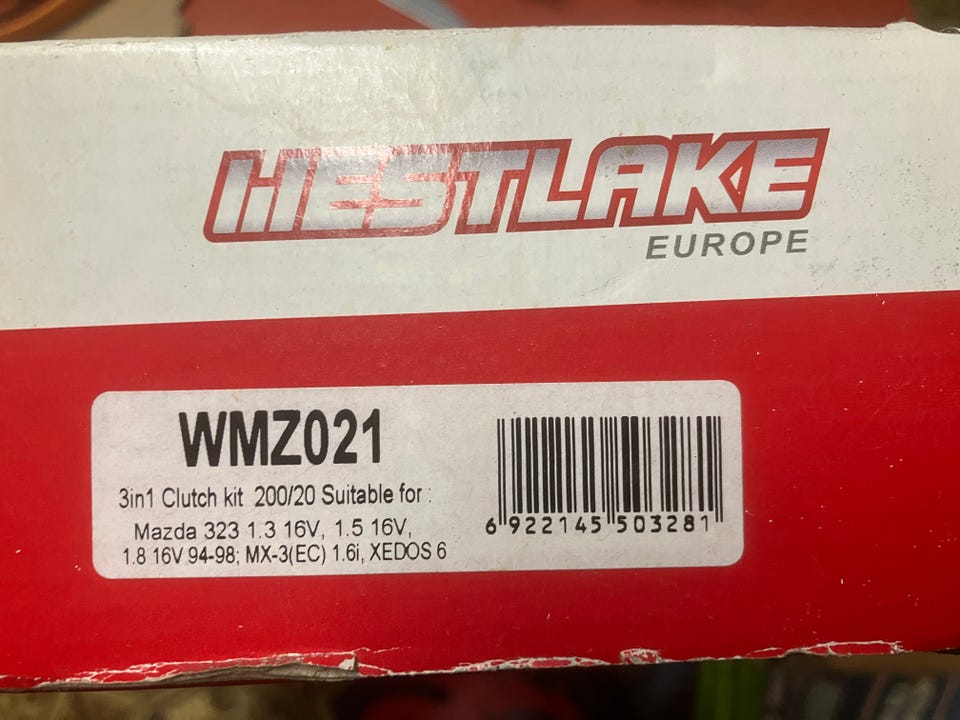 WESTLAKE
EUROPE
WMZ021
3in1 Clutch kit 200/20 Suitable for :
Mazda 323 1.3 16V, 1.5 16V,
1.8 16V 94-98; MX-3(EC) 1.6i, XEDOS 6
6 922145 503281